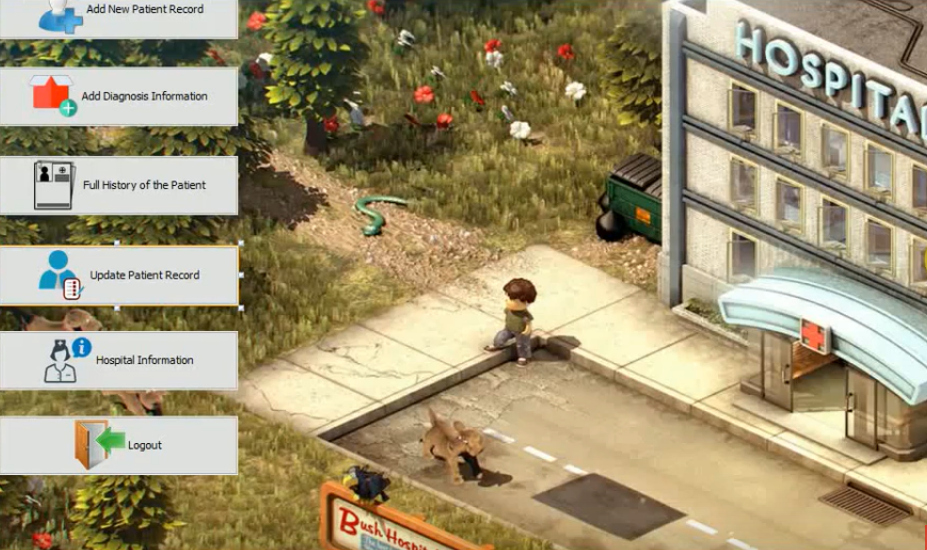 Add New Patient Record
Add Diagnosis Information
Full History of the Patient
Update Patient Record
Hospital Information
Logout
HOSPITAL
Bush Hospi